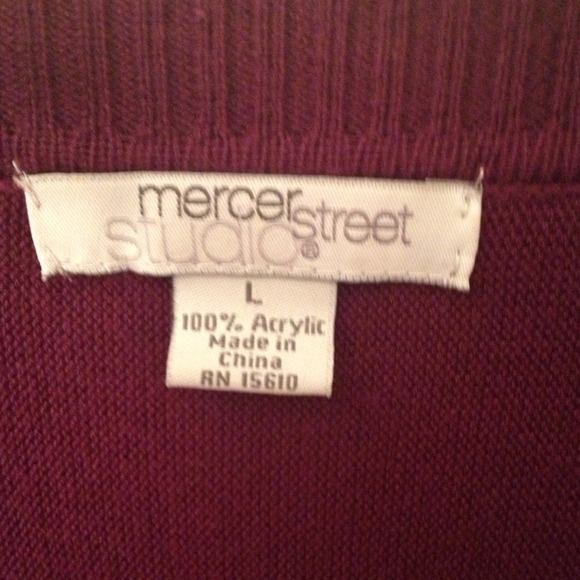 mercer street
studio®
L
100% Acrylic
Made in
China
RN 15610